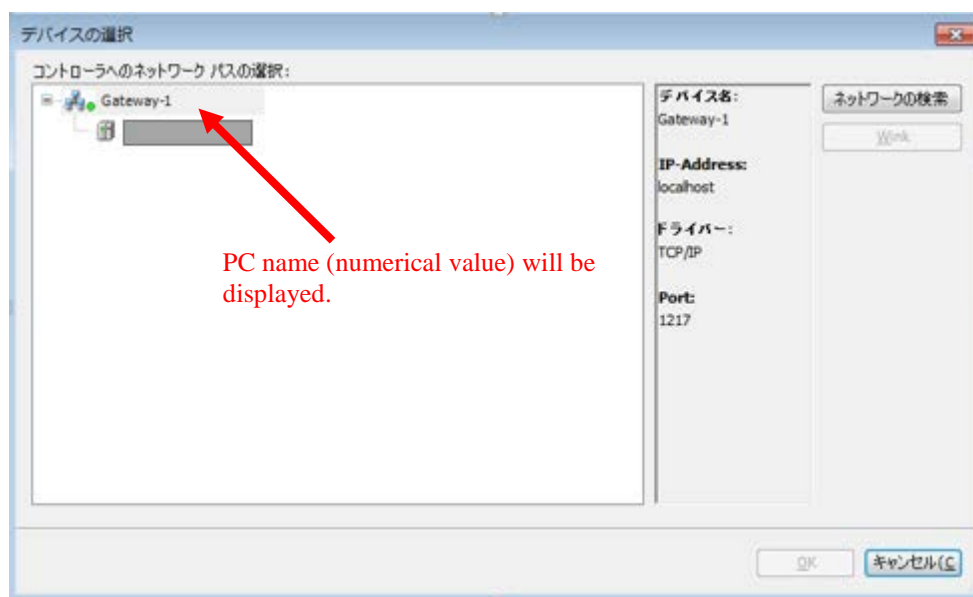 デバイスの選択
コントローラへのネットワーク パスの選択:
Gateway-1
PC name (numerical value) will be
displayed.
デバイス名:
Gateway-1
IP-Address:
localhost
ドライバー:
TCP/IP
Port:
1217
ネットワークの検索
Wink
OK
キャンセル(C